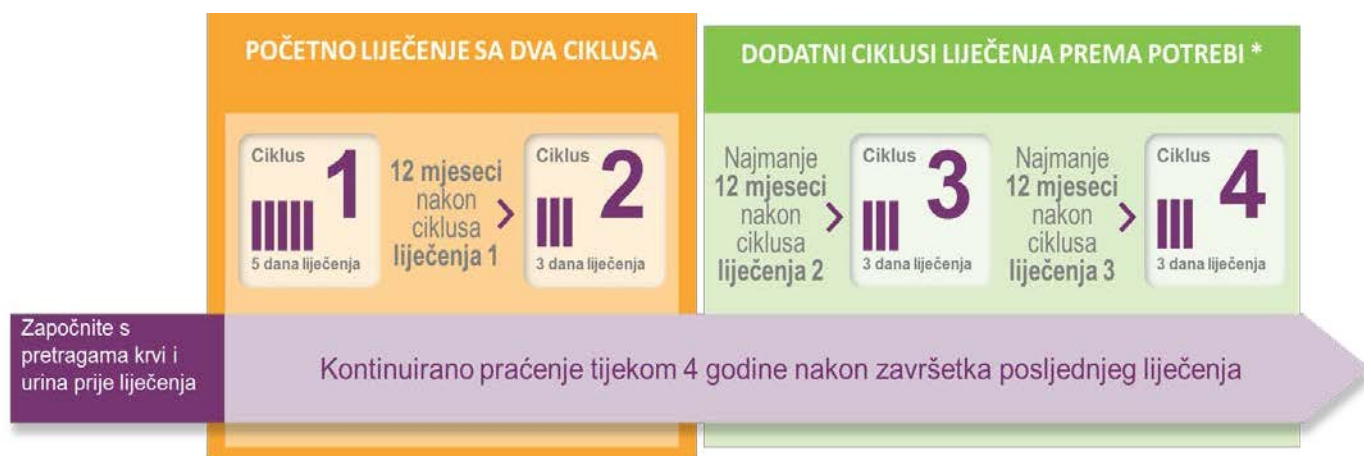 POČETNO LIJEČENJE SA DVA CIKLUSA
Ciklus
1
5 dana liječenja
12 mjeseci
nakon
ciklusa
liječenja 1
Ciklus
2
3 dana liječenja
DODATNI CIKLUSI LIJEČENJA PREMA POTREBI *
Najmanje
12 mjeseci
nakon
ciklusa
liječenja 2
Ciklus
3
3 dana liječenja
Najmanje
12 mjeseci
nakon
ciklusa
liječenja 3
Ciklus
4
3 dana liječenja
Započnite s
pretragama krvi i
urina prije liječenja
Kontinuirano praćenje tijekom 4 godine nakon završetka posljednjeg liječenja